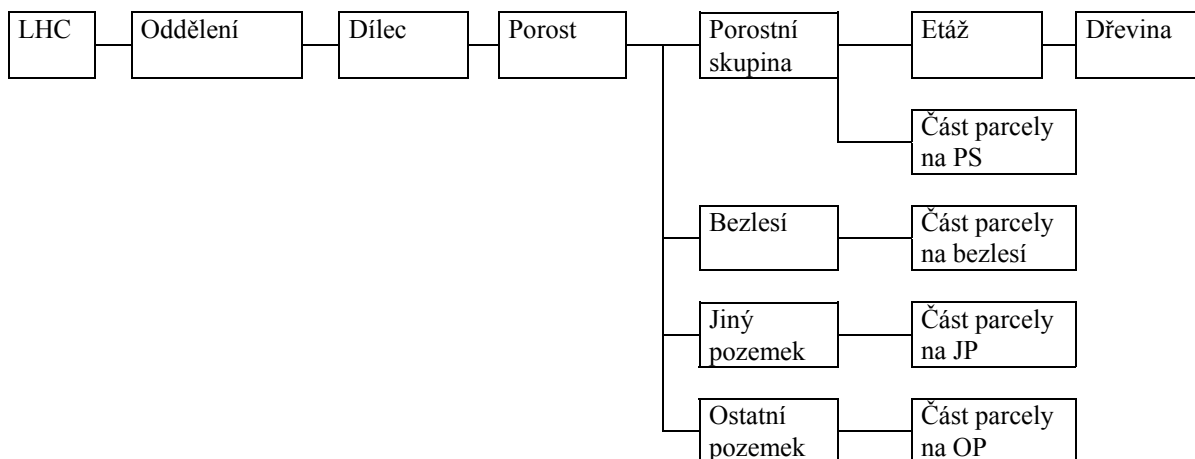 LHC
Oddělení
Dílec
Porost
Porostní
skupina
Etáž
Dřevina
Část parcely
na PS
Bezlesí
Část parcely
na bezlesí
Jiný
pozemek
Část parcely
na JP
Ostatní
pozemek
Část parcely
na OP